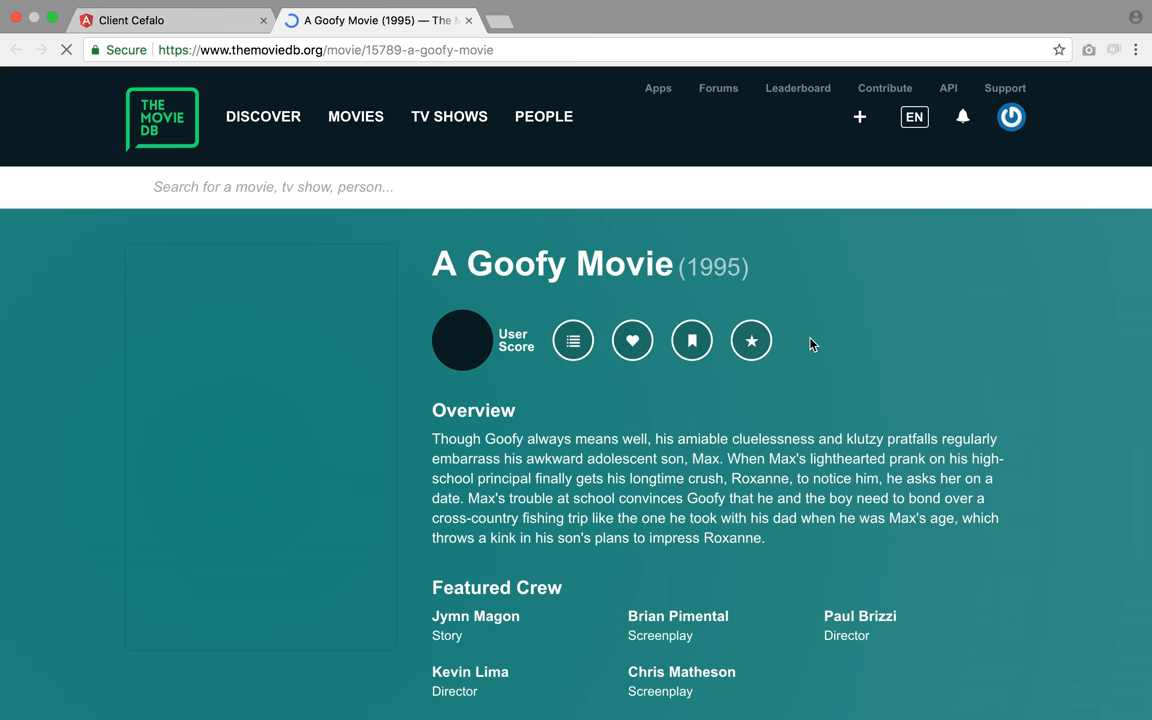 Client Cefalo
A Goofy Movie (1995) — The M
Secure
https://www.themoviedb.org/movie/15789-a-goofy-movie
Apps
Forums
Leaderboard
Contribute
API
Support
THE
MOVIE
DB
DISCOVER
MOVIES
TV SHOWS
PEOPLE
EN
Search for a movie, tv show, person...
A Goofy Movie (1995)
User
Score
Overview
Though Goofy always means well, his amiable cluelessness and klutzy pratfalls regularly
embarrass his awkward adolescent son, Max. When Max's lighthearted prank on his high-
school principal finally gets his longtime crush, Roxanne, to notice him, he asks her on a
date. Max's trouble at school convinces Goofy that he and the boy need to bond over a
cross-country fishing trip like the one he took with his dad when he was Max's age, which
throws a kink in his son's plans to impress Roxanne.
Featured Crew
Jymn Magon
Story
Brian Pimental
Screenplay
Paul Brizzi
Director
Kevin Lima
Director
Chris Matheson
Screenplay